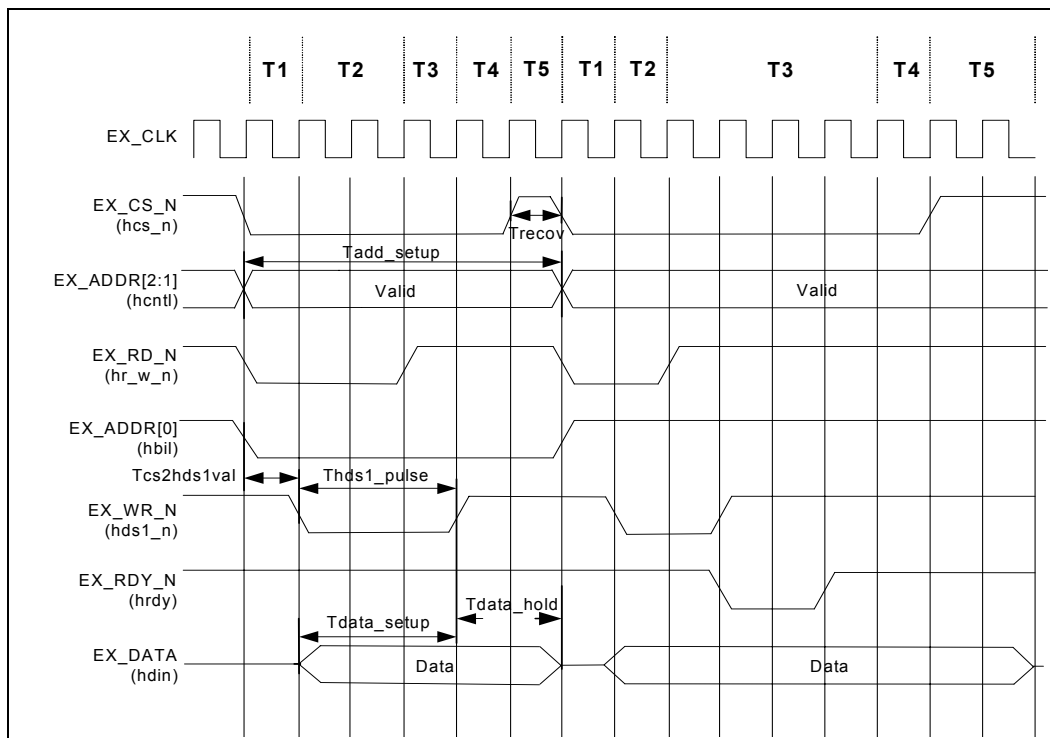 T1 T2 T3 T4 T5 T1 T2 T3 T4 T5
EX_CLK
EX_CS_N
(hcs_n)
Trecov
Tadd_setup
EX_ADDR[2:1]
(hcntl)
Valid
Valid
EX_RD_N
(hr_w_n)
EX_ADDR[0]
(hbil)
Tcs2hds1val
Thds1_pulse
EX_WR_N
(hds1_n)
EX_RDY_N
(hrdy)
Tdata_hold
Tdata_setup
EX_DATA
(hdin)
Data
Data